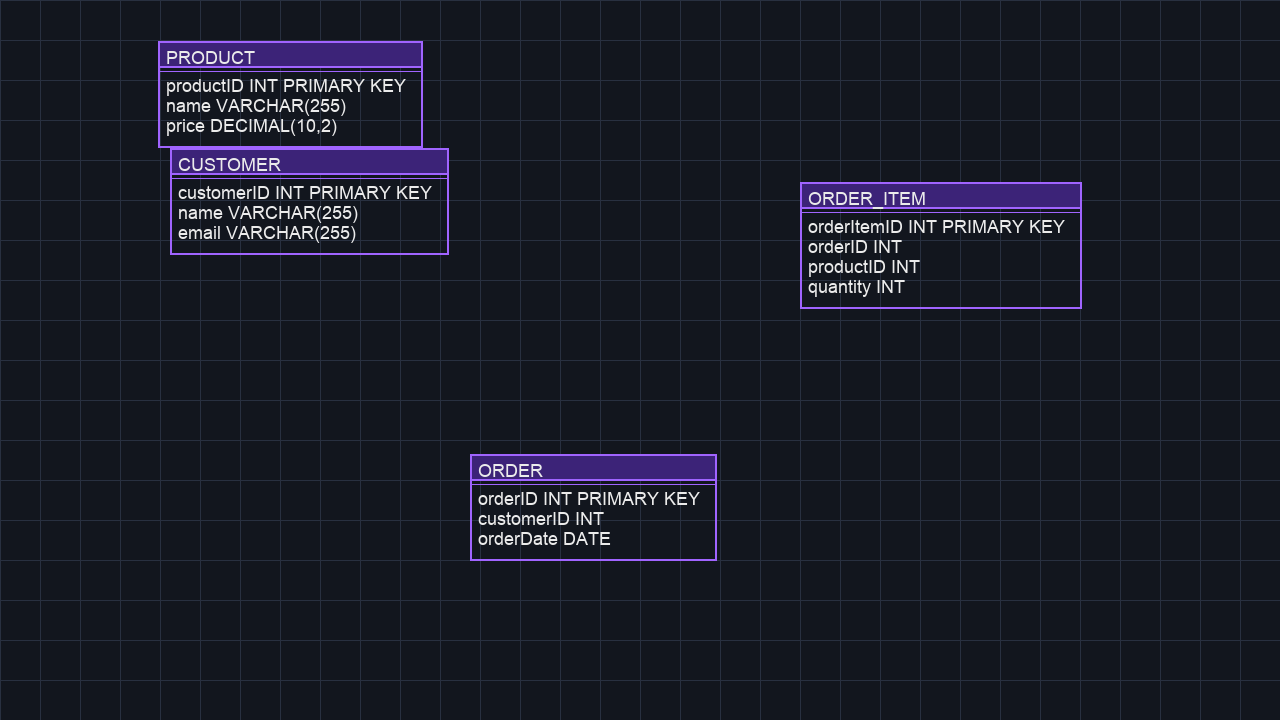 PRODUCT
productID INT PRIMARY KEY
name VARCHAR(255)
price DECIMAL(10,2)
CUSTOMER
customerID INT PRIMARY KEY
name VARCHAR(255)
email VARCHAR(255)
ORDER_ITEM
orderItemID INT PRIMARY KEY
orderID INT
productID INT
quantity INT
ORDER
orderID INT PRIMARY KEY
customerID INT
orderDate DATE